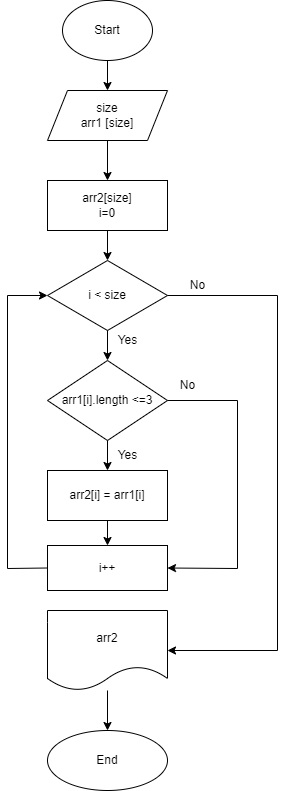 Start
size
arr1 [size]
arr2[size]
i=0
i < size
No
Yes
arr1[i].length <=3
No
Yes
arr2[i] = arr1[i]
i++
arr2
End